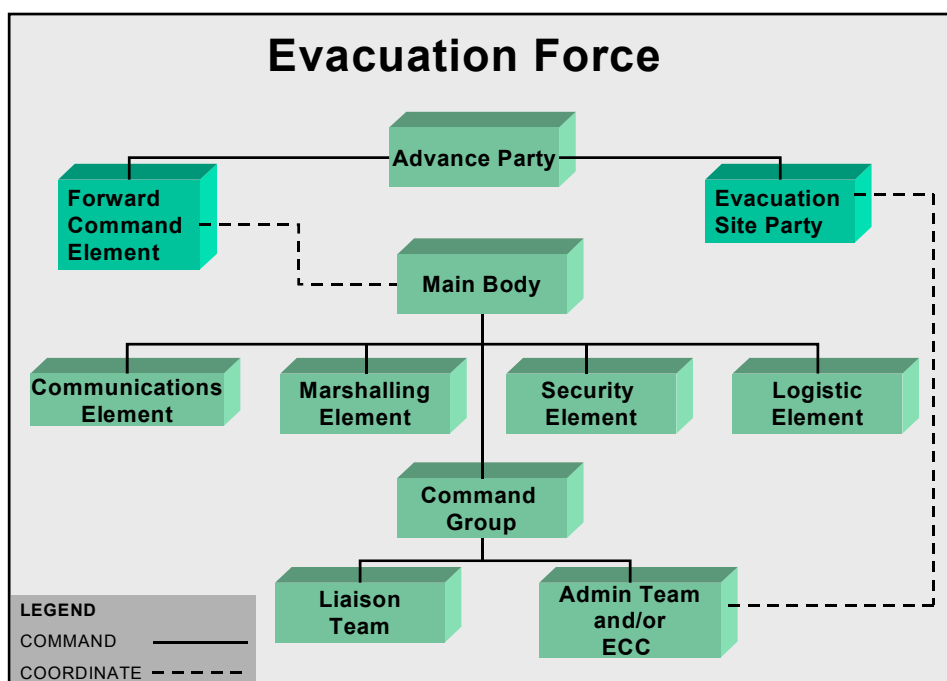 Evacuation Force
Advance Party
Forward
Command
Element
Evacuation
Site Party
Main Body
Communications
Element
Marshalling
Element
Security
Element
Logistic
Element
Command
Group
Liaison
Team
Admin Team
and/or
ECC
LEGEND
COMMAND
COORDINATE